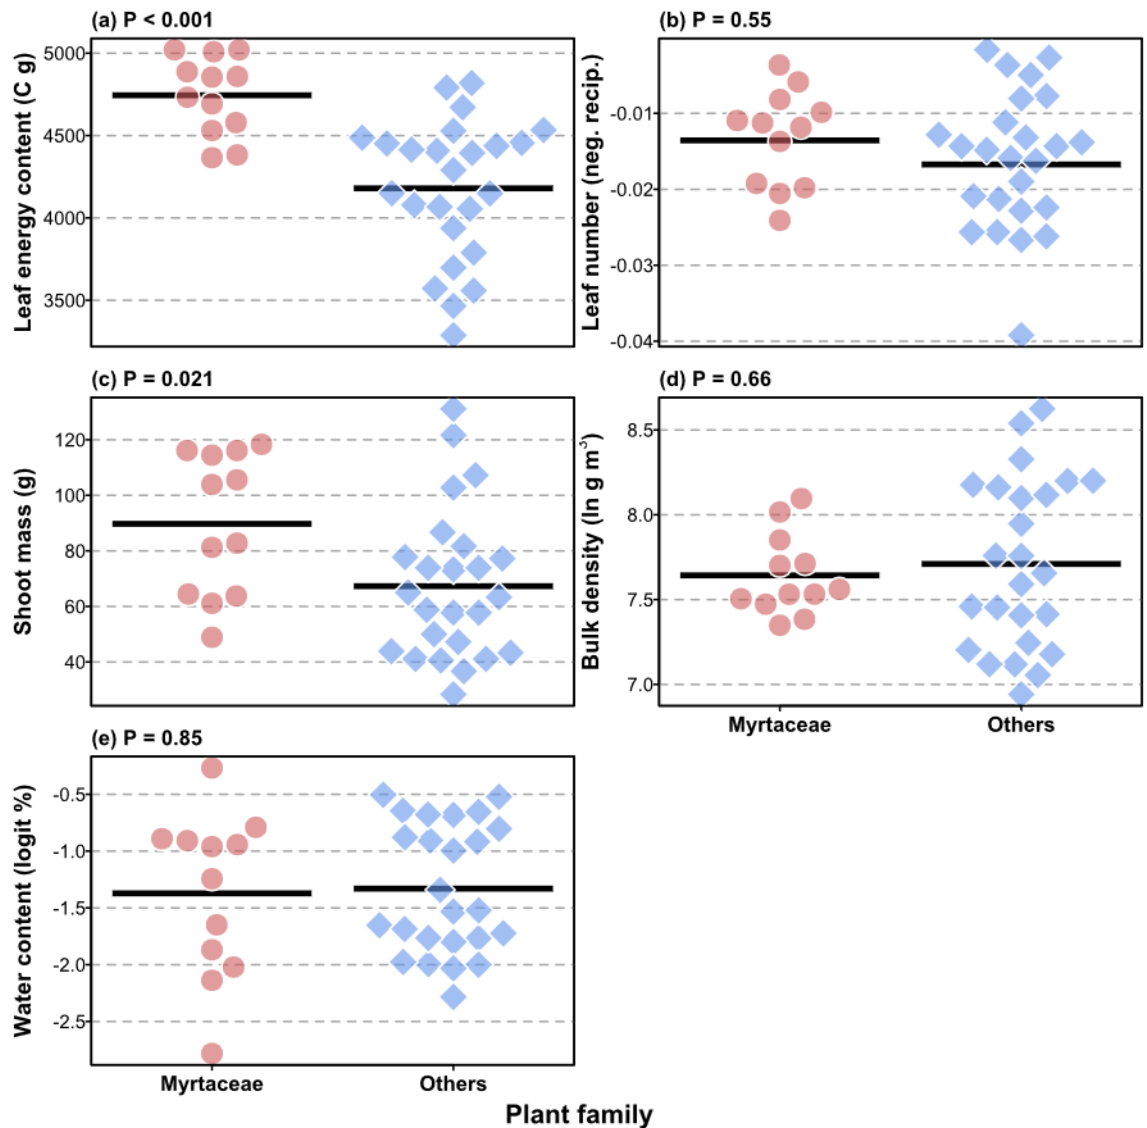 (a) P < 0.001
Leaf energy content (C g)
5000
4500
4000
3500
(b) P = 0.55
Leaf number (neg. recip.)
-0.01
-0.02
-0.03
-0.04
(c) P = 0.021
Shoot mass (g)
120
100
80
60
40
(d) P = 0.66
Bulk density (ln g m³)
8.5
8.0
7.5
7.0
Myrtaceae Others
(e) P = 0.85
Water content (logit %)
-0.5
-1.0
-1.5
-2.0
-2.5
Myrtaceae Others
Plant family